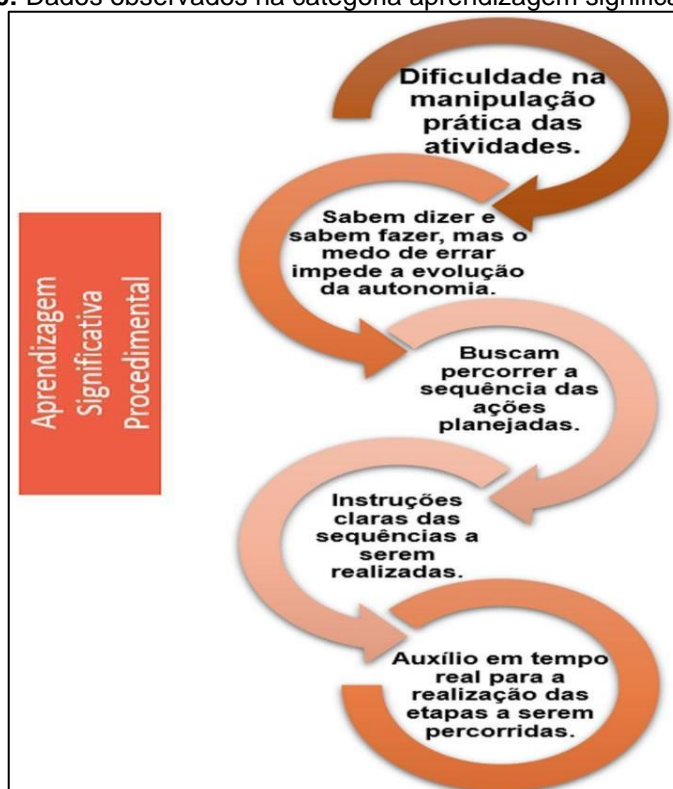 Dados observados na categoria aprendizagem
Aprendizagem
Significativa
Procedimental
Dificuldade na
manipulação
prática das
atividades.
Sabem dizer e
sabem fazer, mas o
medo de errar
impede a evolução
da autonomia.
Buscam
percorrer a
sequência das
ações
planejadas.
Instruções
claras das
sequências a
serem
realizadas.
Auxílio em tempo
real para a
realização das
etapas a serem
percorridas.